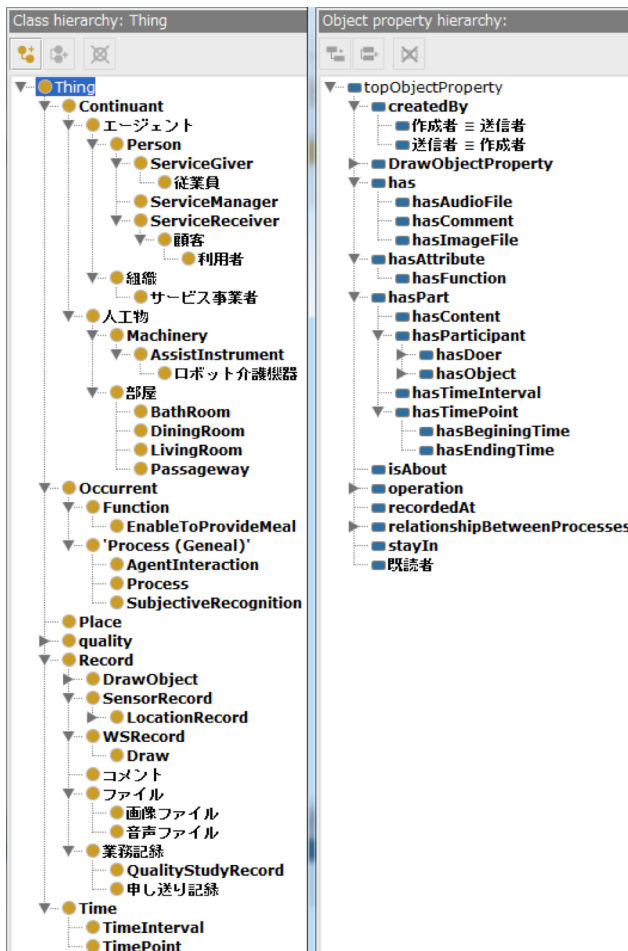 Class hierarchy: Thing
Thing
Continuant
エージェント
Person
ServiceGiver
従業員
ServiceManager
ServiceReceiver
顧客
利用者
組織
サービス事業者
人工物
Machinery
AssistInstrument
ロボット介護機器
部屋
BathRoom
DiningRoom
LivingRoom
Passageway
Occurrent
Function
EnableToProvideMeal
'Process (Geneal)'
AgentInteraction
Process
SubjectiveRecognition
Place
quality
Record
DrawObject
SensorRecord
LocationRecord
WSRecord
Draw
コメント
ファイル
画像ファイル
音声ファイル
業務記録
QualityStudyRecord
申し送り記録
Time
TimeInterval
TimePoint
Object property hierarchy:
topObjectProperty
createdBy
作成者 ≡ 送信者
送信者 ≡ 作成者
DrawObjectProperty
has
hasAudioFile
hasComment
hasImageFile
hasAttribute
hasFunction
hasPart
hasContent
hasParticipant
hasDoer
hasObject
hasTimeInterval
hasTimePoint
hasBeginingTime
hasEndingTime
isAbout
operation
recordedAt
relationshipBetweenProcesses
stayIn
既読者